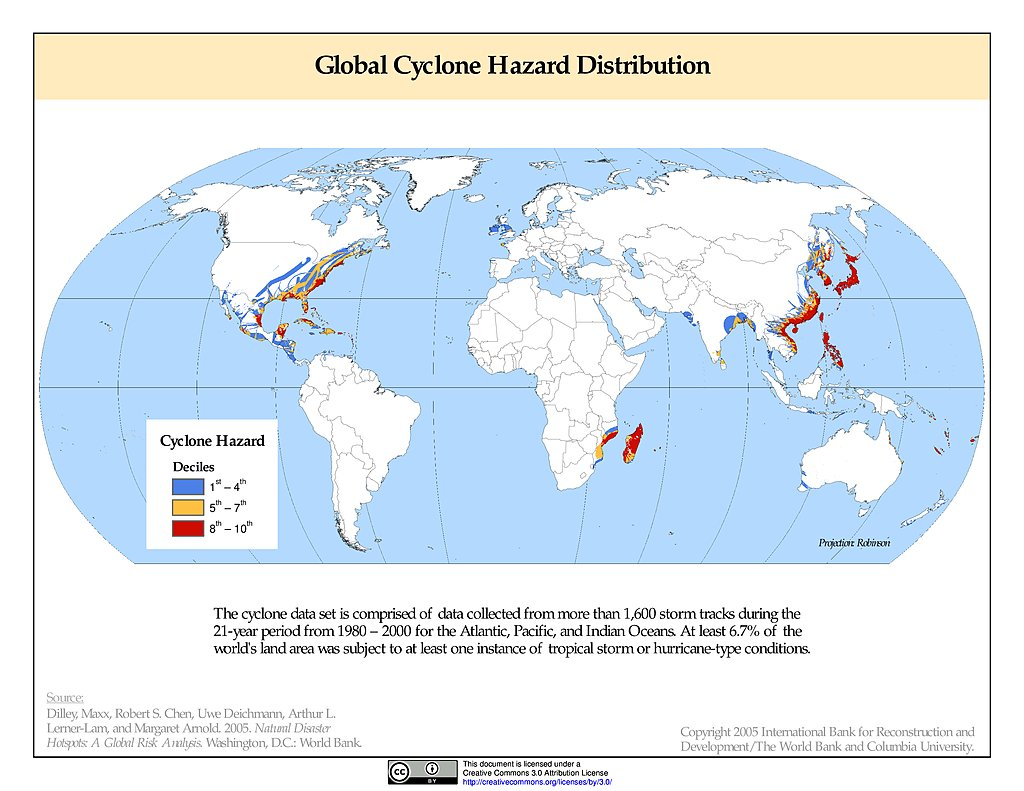 Global Cyclone Hazard Distribution
Cyclone Hazard
Deciles
1st – 4th
5th – 7th
8th – 10th
Projection: Robinson
The cyclone data set is comprised of data collected from more than 1,600 storm tracks during the
21-year period from 1980 – 2000 for the Atlantic, Pacific, and Indian Oceans. At least 6.7% of the
world's land area was subject to at least one instance of tropical storm or hurricane-type conditions.
Source:
Dilley, Maxx, Robert S. Chen, Uwe Deichmann, Arthur L.
Lerner-Lam, and Margaret Arnold. 2005. Natural Disaster
Hotspots: A Global Risk Analysis. Washington, D.C.: World Bank.
Copyright 2005 International Bank for Reconstruction and
Development/The World Bank and Columbia University.
cc BY
This document is licensed under a
Creative Commons 3.0 Attribution License
http://creativecommons.org/licenses/by/3.0/